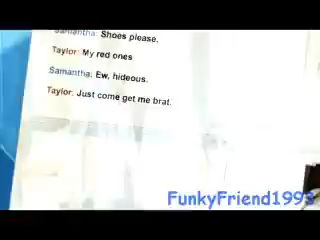 Samantha: Shoes please.
Taylor: My red ones
Samantha: Ew, hideous.
Taylor: Just come get me brat.
FunkyFriend1993